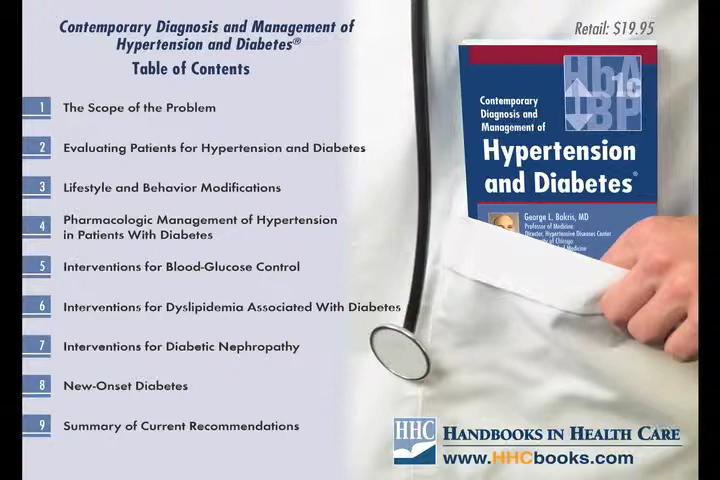 Contemporary Diagnosis and Management of
Hypertension and Diabetes®
Table of Contents
1 The Scope of the Problem
2 Evaluating Patients for Hypertension and Diabetes
3 Lifestyle and Behavior Modifications
4 Pharmacologic Management of Hypertension
in Patients With Diabetes
5 Interventions for Blood-Glucose Control
6 Interventions for Dyslipidemia Associated With Diabetes
7 Interventions for Diabetic Nephropathy
8 New-Onset Diabetes
9 Summary of Current Recommendations
Retail: $19.95
HbA1c
BP
Contemporary
Diagnosis and
Management of
Hypertension
and Diabetes®
George L. Bakris, MD
Professor of Medicine
Director, Hypertensive Diseases Center
of Chicago
of Medicine
HHC HANDBOOKS IN HEALTH CARE
www.HHCbooks.com